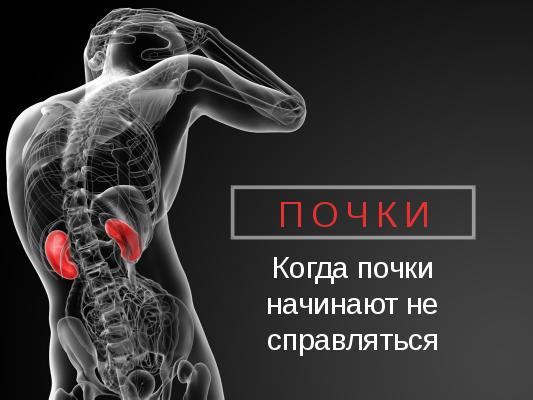 ПОЧКИ
Когда почки
начинают не
справляться